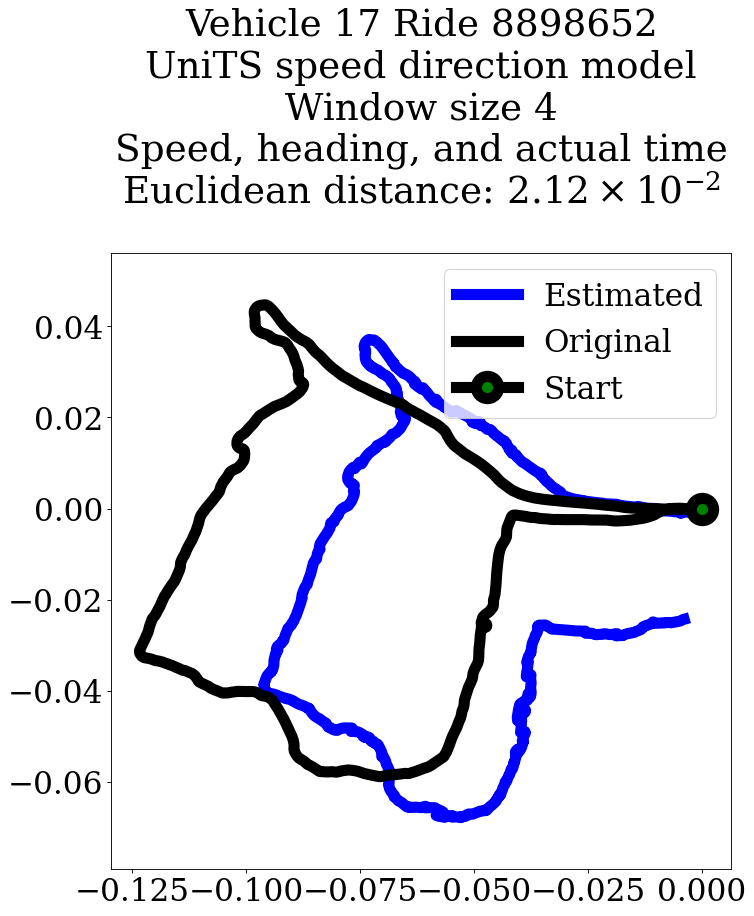 Vehicle 17 Ride 8898652
UniTS speed direction model
Window size 4
Speed, heading, and actual time
Euclidean distance: 2.12 × 10⁻²
Estimated
Original
Start
0.04
0.02
0.00
−0.02
−0.04
−0.06
−0.125 −0.100 −0.075 −0.050 −0.025 0.000